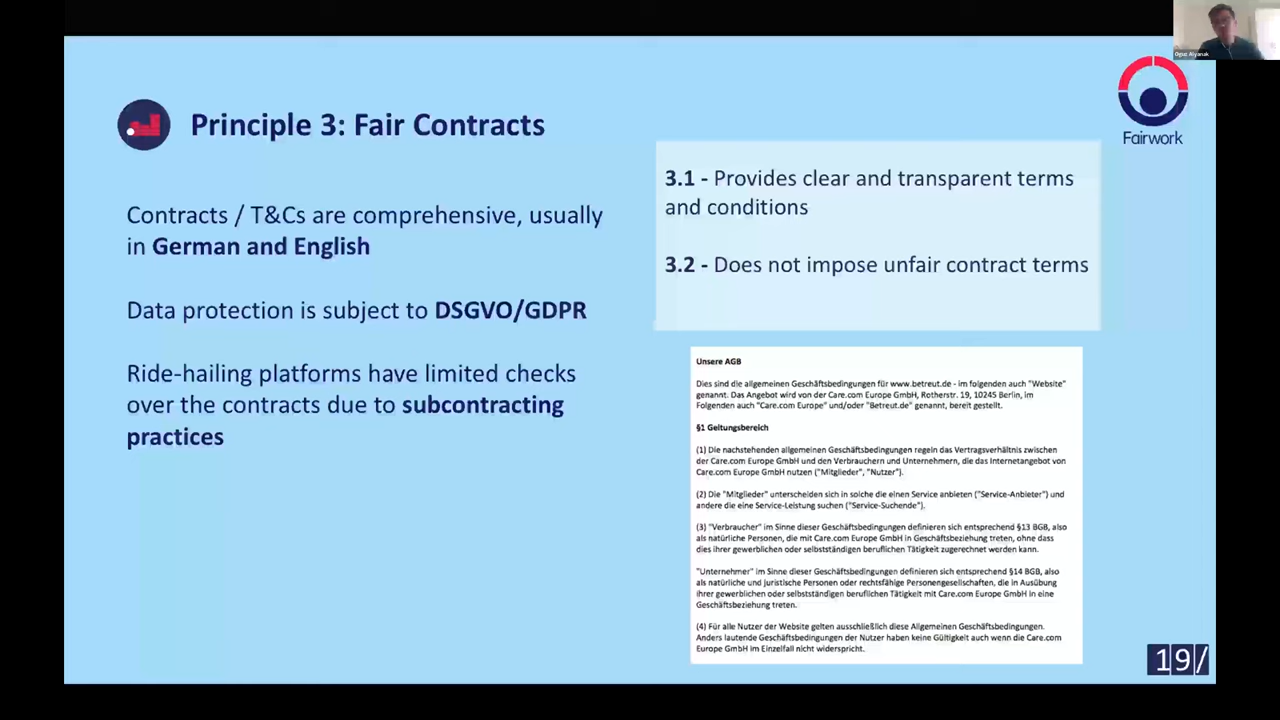 Oguz Alyanak
Fairwork
Principle 3: Fair Contracts
Contracts / T&Cs are comprehensive, usually
in German and English
Data protection is subject to DSGVO/GDPR
Ride-hailing platforms have limited checks
over the contracts due to subcontracting
practices
3.1 - Provides clear and transparent terms
and conditions
3.2 - Does not impose unfair contract terms
Unsere AGB
Dies sind die allgemeinen Geschäftsbedingungen für www.betreut.de - im folgenden auch "Website"
genannt. Das Angebot wird von der Care.com Europe GmbH, Rotherstr. 19, 10245 Berlin, im
Folgenden auch "Care.com Europe" und/oder "Betreut.de" genannt, bereit gestellt.
§1 Geltungsbereich
(1) Die nachstehenden allgemeinen Geschäftsbedingungen regeln das Vertragsverhältnis zwischen
der Care.com Europe GmbH und den Verbrauchern und Unternehmern, die das Internetangebot von
Care.com Europe GmbH nutzen ("Mitglieder", "Nutzer").
(2) Die "Mitglieder" unterscheiden sich in solche die einen Service anbieten ("Service-Anbieter") und
andere die eine Service-Leistung suchen ("Service-Suchende").
(3) "Verbraucher" im Sinne dieser Geschäftsbedingungen definieren sich entsprechend §13 BGB, also
als natürliche Personen, die mit Care.com Europe GmbH in Geschäftsbeziehung treten, ohne dass
dies ihrer gewerblichen oder selbstständigen beruflichen Tätigkeit zugerechnet werden kann.
"Unternehmer" im Sinne dieser Geschäftsbedingungen definieren sich entsprechend §14 BGB, also
als natürliche und juristische Personen oder rechtsfähige Personengesellschaften, die in Ausübung
ihrer gewerblichen oder selbstständigen beruflichen Tätigkeit mit Care.com Europe GmbH in eine
Geschäftsbeziehung treten.
(4) Für alle Nutzer der Website gelten ausschließlich diese Allgemeinen Geschäftsbedingungen.
Anders lautende Geschäftsbedingungen der Nutzer haben keine Gültigkeit auch wenn die Care.com
Europe GmbH im Einzelfall nicht widerspricht.
19/